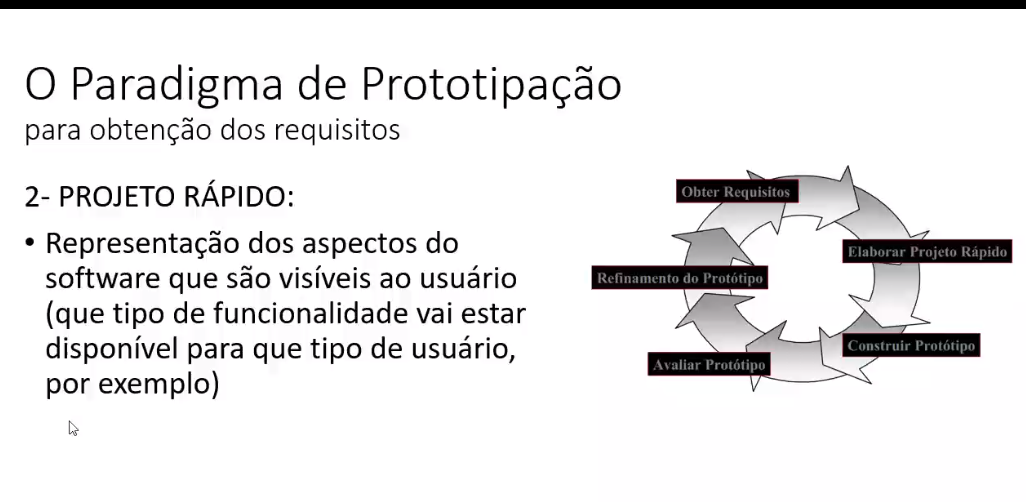 O Paradigma de Prototipação
para obtenção dos requisitos
2- PROJETO RÁPIDO:
• Representação dos aspectos do
software que são visíveis ao usuário
(que tipo de funcionalidade vai estar
disponível para que tipo de usuário,
por exemplo)
Obter Requisitos
Elaborar Projeto Rápido
Refinamento do Protótipo
Construir Protótipo
Avaliar Protótipo